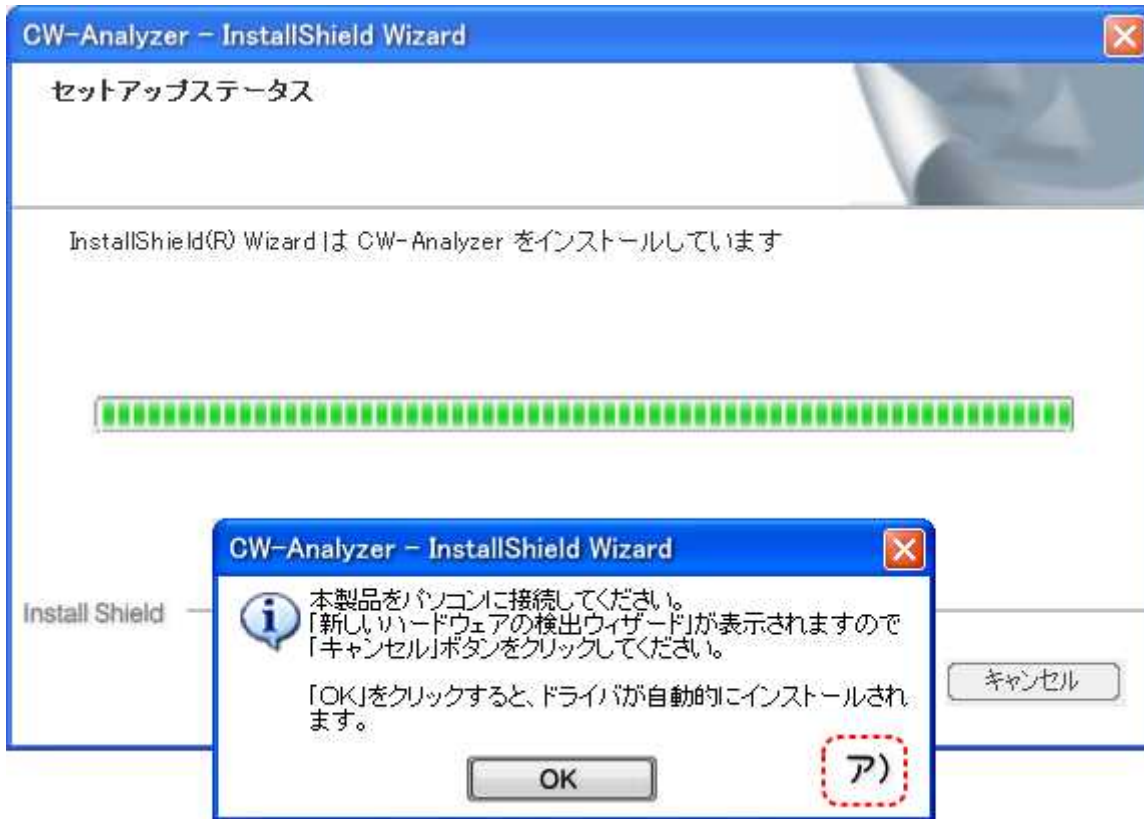 CW-Analyzer - InstallShield Wizard
セットアップステータス
InstallShield(R) Wizard は CW-Analyzer をインストールしています
CW-Analyzer - InstallShield Wizard
本製品をパソコンに接続してください。
「新しいハードウェアの検出ウィザード」が表示されますので
「キャンセル」ボタンをクリックしてください。
「OK」をクリックすると、ドライバが自動的にインストールされ
ます。
Install Shield
キャンセル
OK
ア)